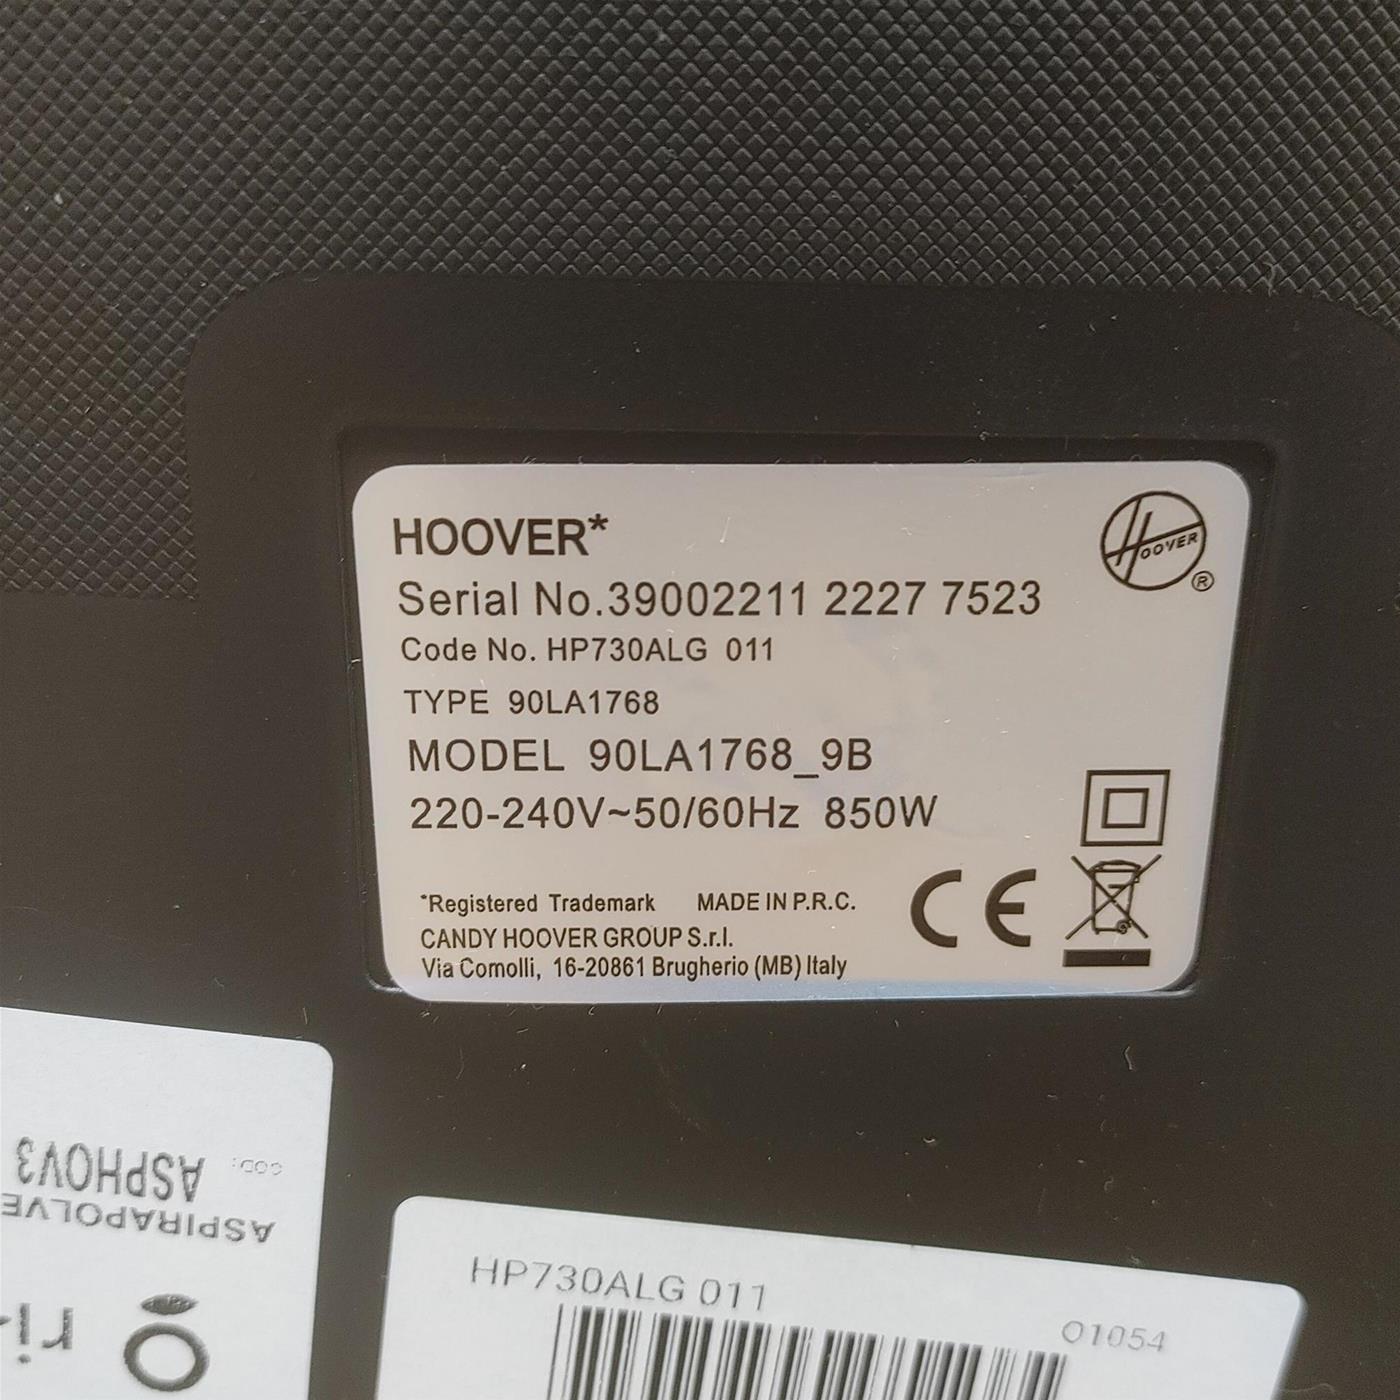 HOOVER*
HOOVER
®
Serial No.39002211 2227 7523
Code No. HP730ALG 011
TYPE 90LA1768
MODEL 90LA1768_9B
220-240V~50/60Hz 850W
*Registered Trademark MADE IN P.R.C.
CE
CANDY HOOVER GROUP S.r.l.
Via Comolli, 16-20861 Brugherio (MB) Italy
COD:
ASPHOV3
ASPIRAPOLVE
ri
HP730ALG 011
01054